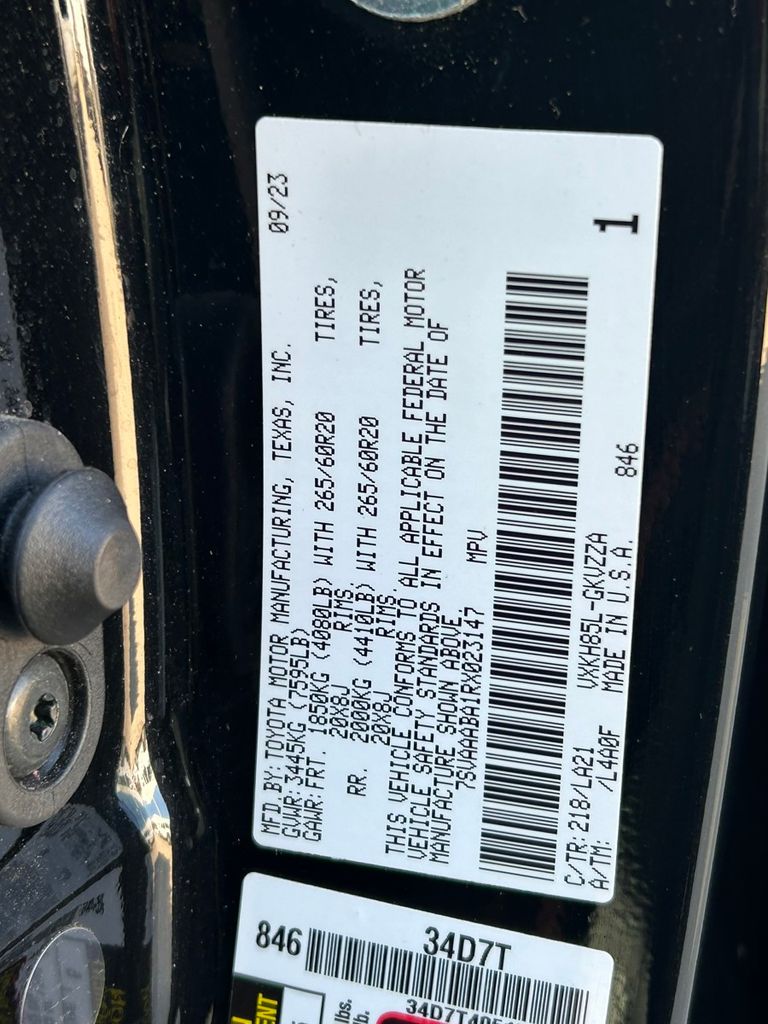 MFD BY: TOYOTA MOTOR MANUFACTURING, TEXAS, INC. 09/23
GVWR: 3445KG (7595LB)
GAWR: FRT. 1850KG (4080LB) WITH 265/60R20 TIRES,
20X8J RIMS.
RR. 2000KG (4410LB) WITH 265/60R20 TIRES,
20X8J RIMS.
THIS VEHICLE CONFORMS TO ALL APPLICABLE FEDERAL MOTOR
VEHICLE SAFETY STANDARDS IN EFFECT ON THE DATE OF
MANUFACTURE SHOWN ABOVE.
7SVAAABA1RX023147 MPV
1
C/TR: 218/LA21 VXKH85L-GKVZZA
A/TM: /L4A0F MADE IN U.S.A. 846
846 34D7T
lbs.
lb.